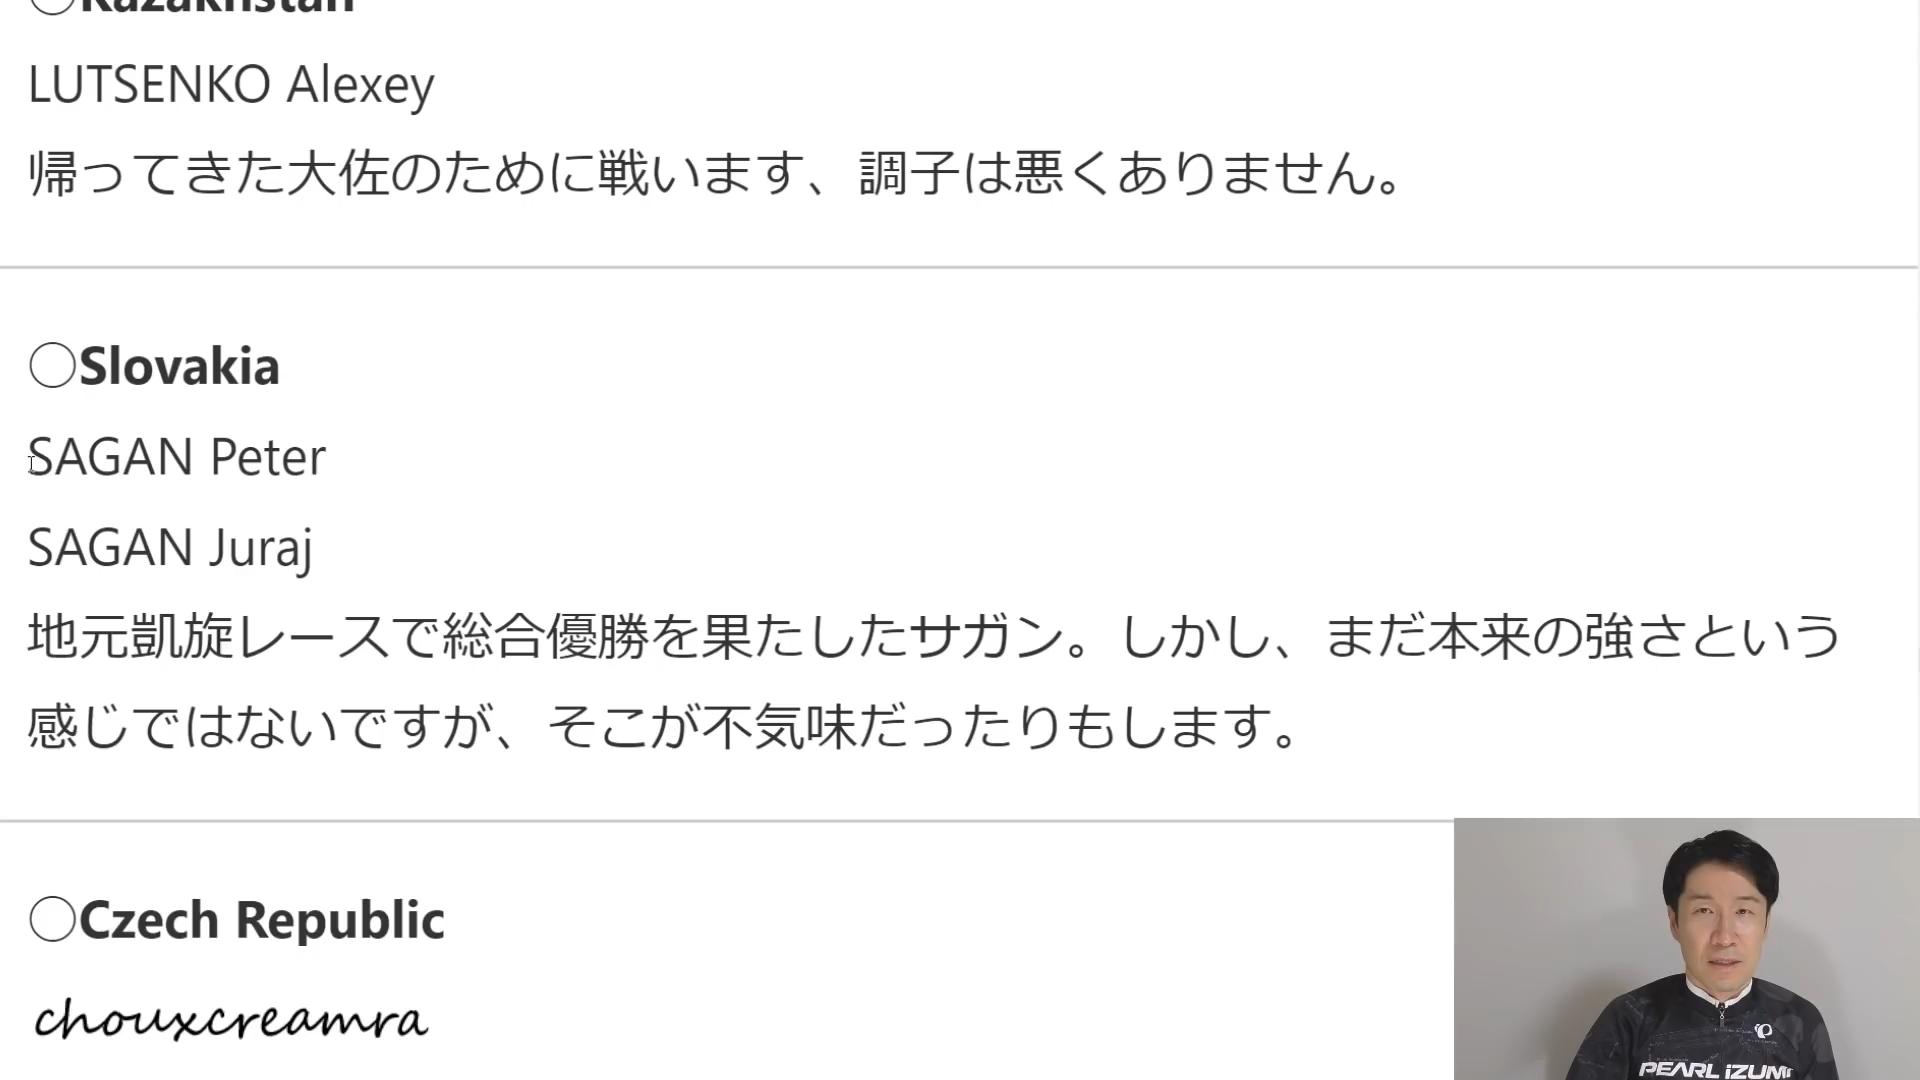 ○Kazakhstan
LUTSENKO Alexey
帰ってきた大佐のために戦います、調子は悪くありません。
○Slovakia
SAGAN Peter
SAGAN Juraj
地元凱旋レースで総合優勝を果たしたサガン。しかし、まだ本来の強さという
感じではないですが、そこが不気味だったりもします。
○Czech Republic
chouxcreamra
PEARL iZUMi